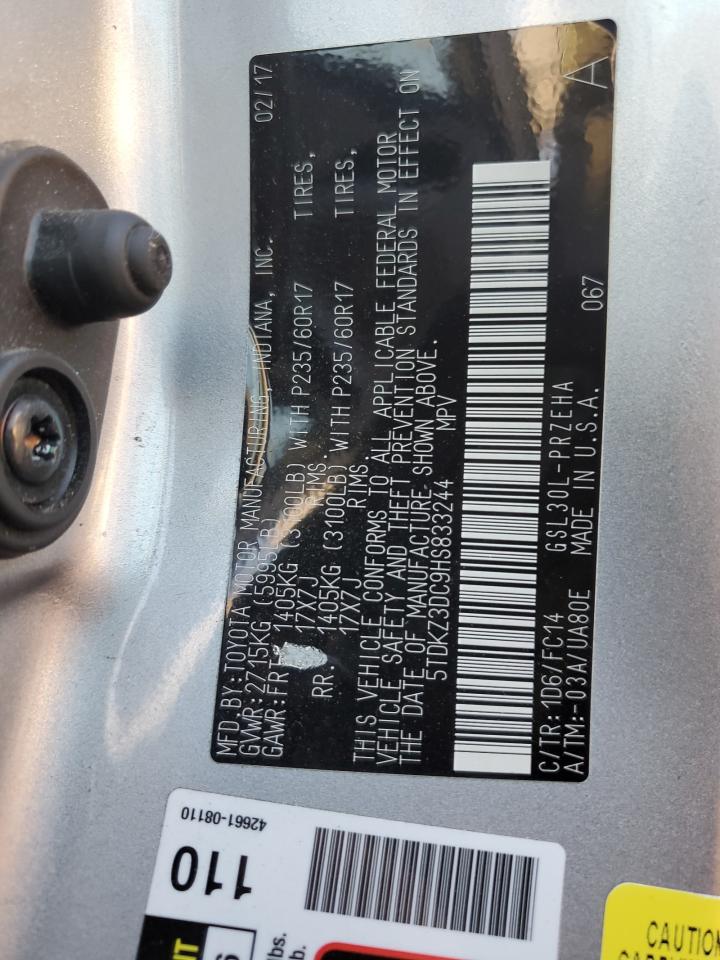 MFD.BY:TOYOTA MOTOR MANUFACTURING, INDIANA, INC. 02/17
GVWR:2715KG (5995LB)
GAWR:FRT 1405KG (3100LB) WITH P235/60R17 TIRES,
17X7J RIMS
RR. 1405KG (3100LB).WITH P235/60R17 TIRES,
17X7J RIMS
THIS VEHICLE CONFORMS TO ALL APPLICABLE FEDERAL MOTOR
VEHICLE SAFETY AND THEFT PREVENTION STANDARDS IN EFFECT ON
THE DATE OF MANUFACTURE SHOWN ABOVE.
5TDKZ3DC9HS833244 MPV
C/TR:1D6/FC14 GSL30L-PRZEHA 067
A/TM:-03A/UA80E MADE IN U.S.A. A
42661-08110
110
lbs.
CAUTION